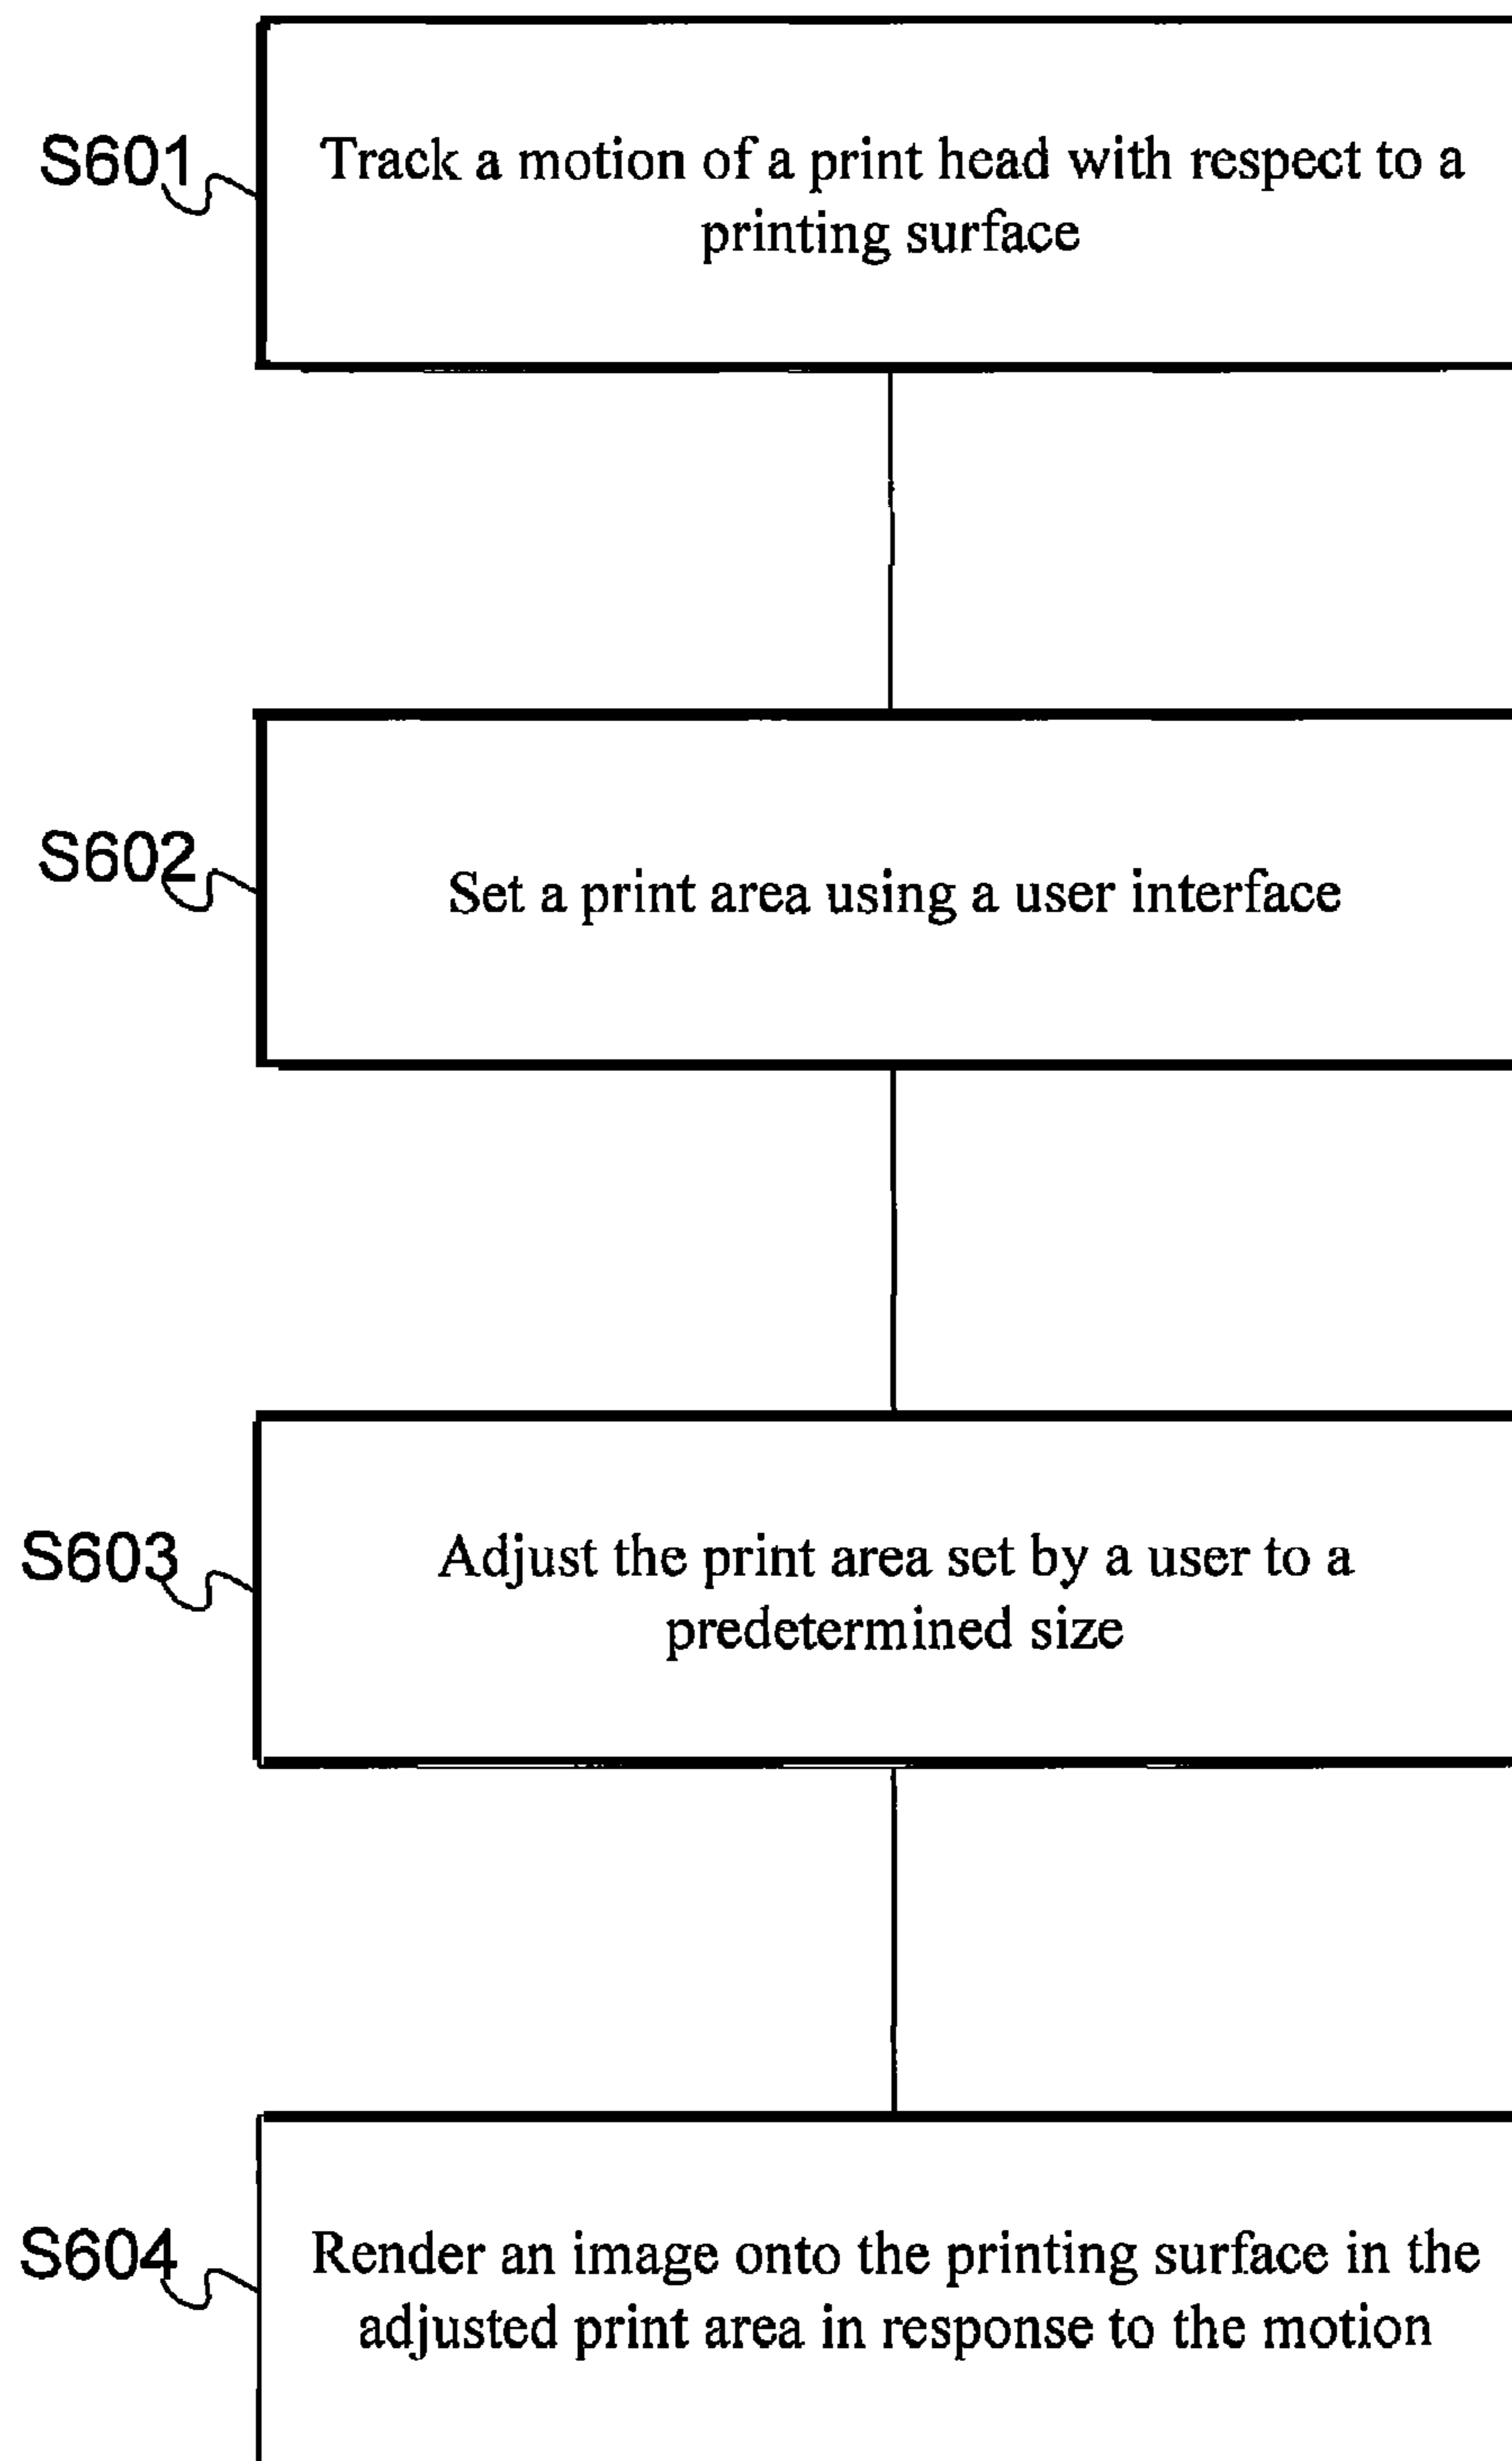 S601
Track a motion of a print head with respect to a
printing surface
S602
Set a print area using a user interface
S603
Adjust the print area set by a user to a
predetermined size
S604
Render an image onto the printing surface in the
adjusted print area in response to the motion